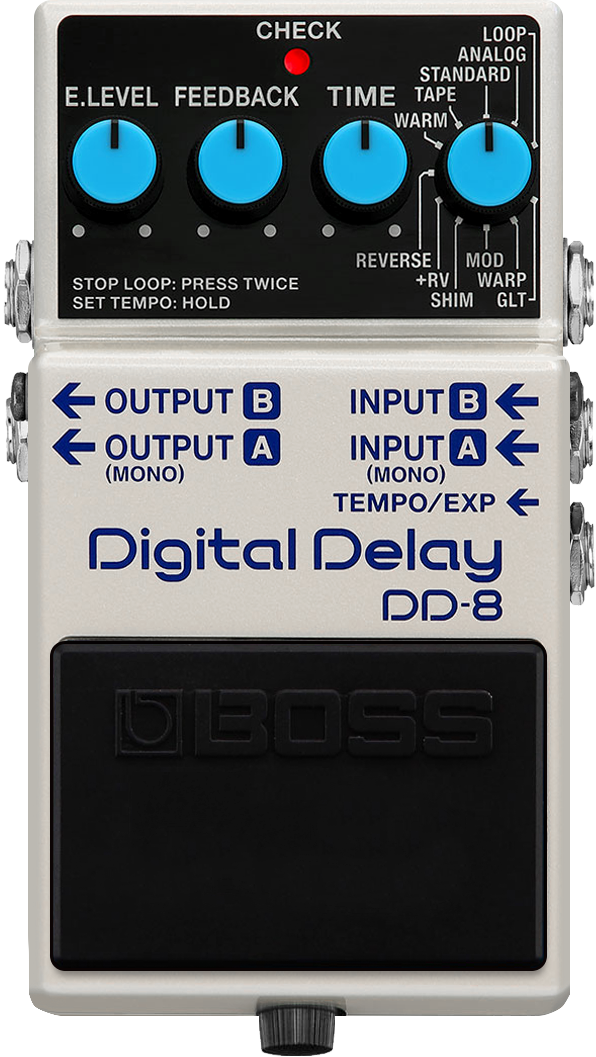 CHECK
LOOP
ANALOG
STANDARD
TAPE
WARM
E.LEVEL FEEDBACK TIME
REVERSE
+RV
SHIM
MOD
WARP
GLT
STOP LOOP: PRESS TWICE
SET TEMPO: HOLD
OUTPUT B INPUT B
OUTPUT A INPUT A
(MONO) (MONO)
TEMPO/EXP
Digital Delay
DD-8
BOSS